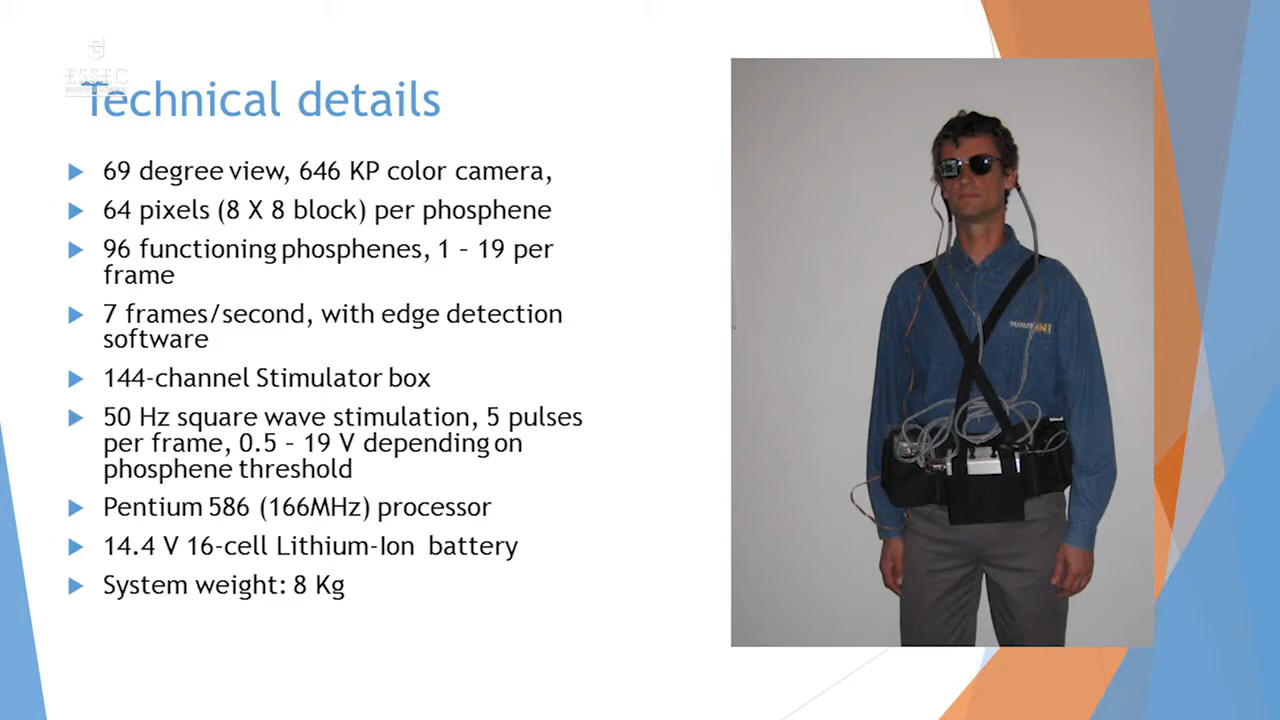 ESSEC
Technical details
69 degree view, 646 KP color camera,
64 pixels (8 X 8 block) per phosphene
96 functioning phosphenes, 1 – 19 per
frame
7 frames/second, with edge detection
software
144-channel Stimulator box
50 Hz square wave stimulation, 5 pulses
per frame, 0.5 – 19 V depending on
phosphene threshold
Pentium 586 (166MHz) processor
14.4 V 16-cell Lithium-Ion battery
System weight: 8 Kg